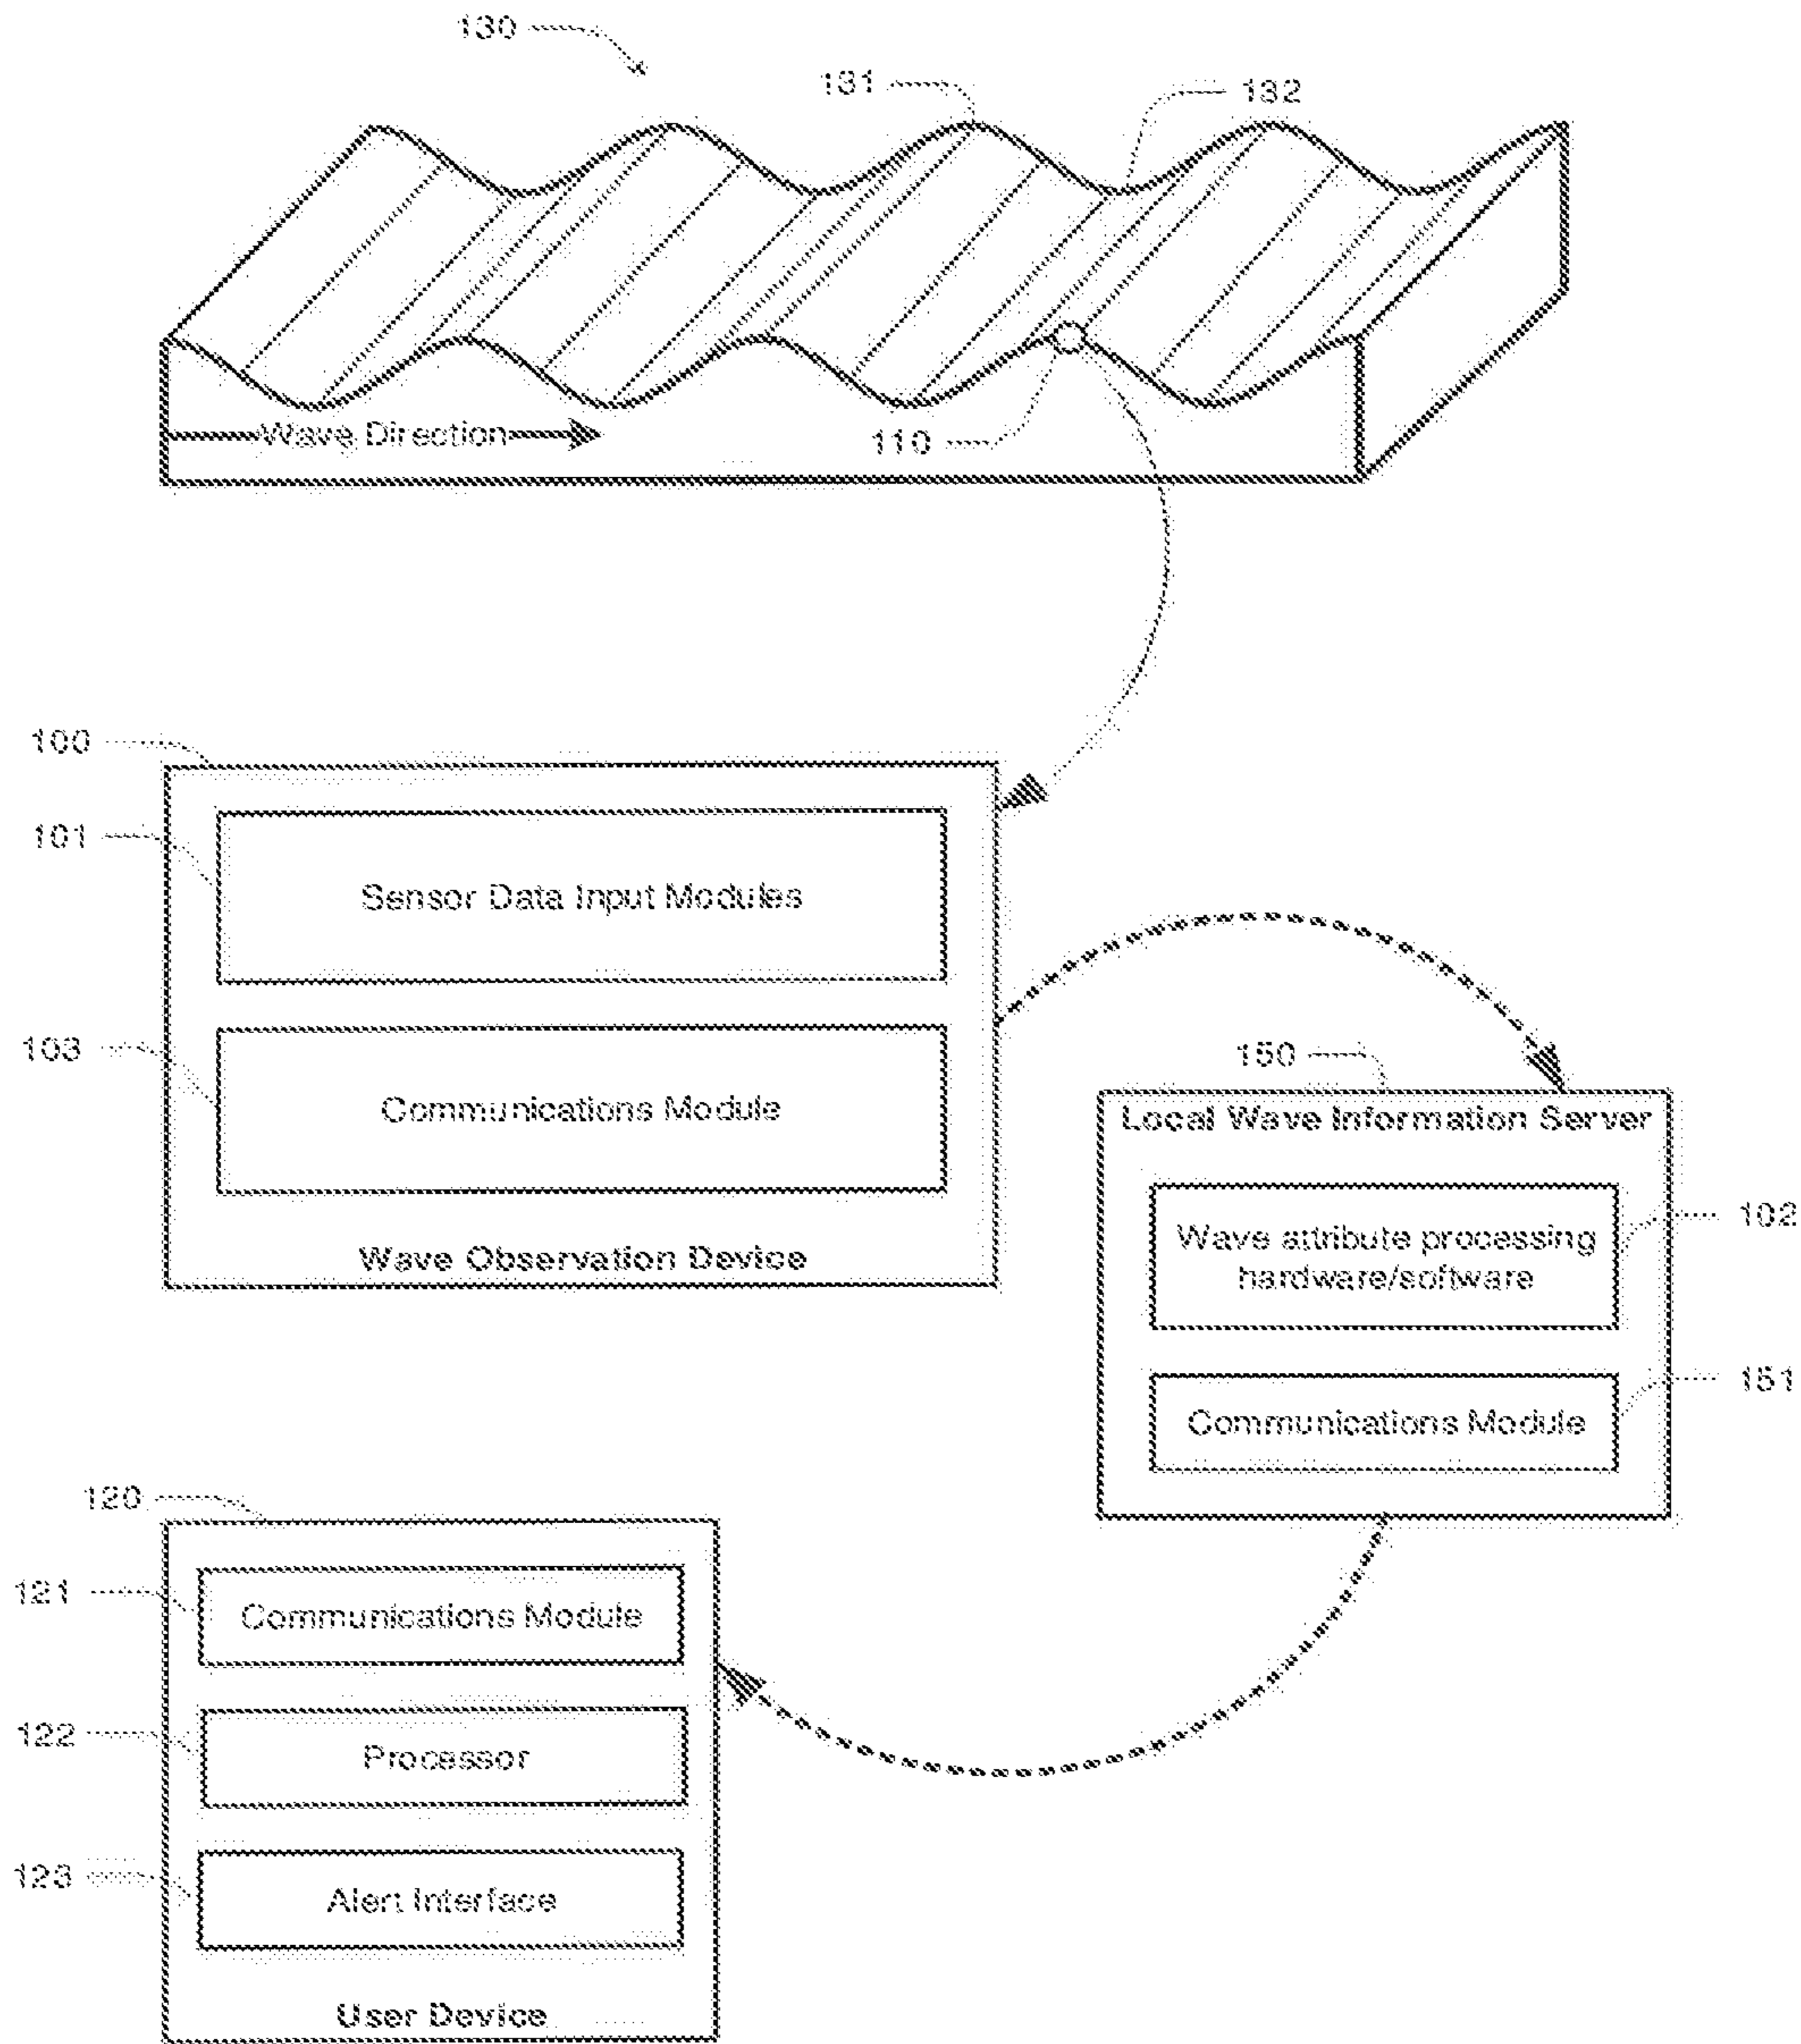 130
131
132
Wave Direction
110
100
101
Sensor Data Input Modules
103
Communications Module
Wave Observation Device
150
Local Wave Information Server
Wave attribute processing
hardware/software
102
Communications Module
151
120
121
Communications Module
122
Processor
123
Alert Interface
User Device